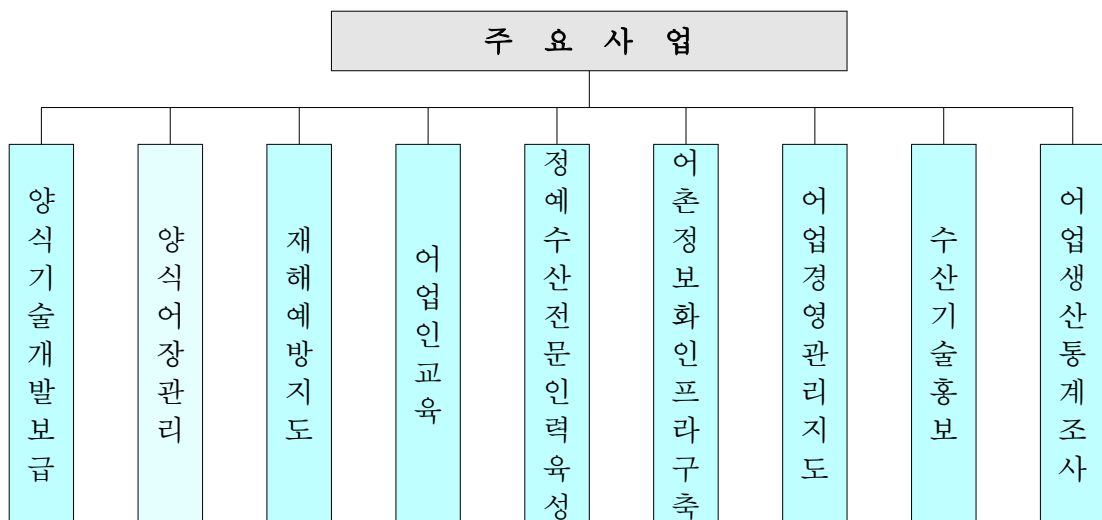 주 요 사 업
양식기술개발보급
양식어장관리
재해예방지도
어업인교육
정예수산전문인력육성
어촌정보화인프라구축
어업경영관리지도
수산기술홍보
어업생산통계조사